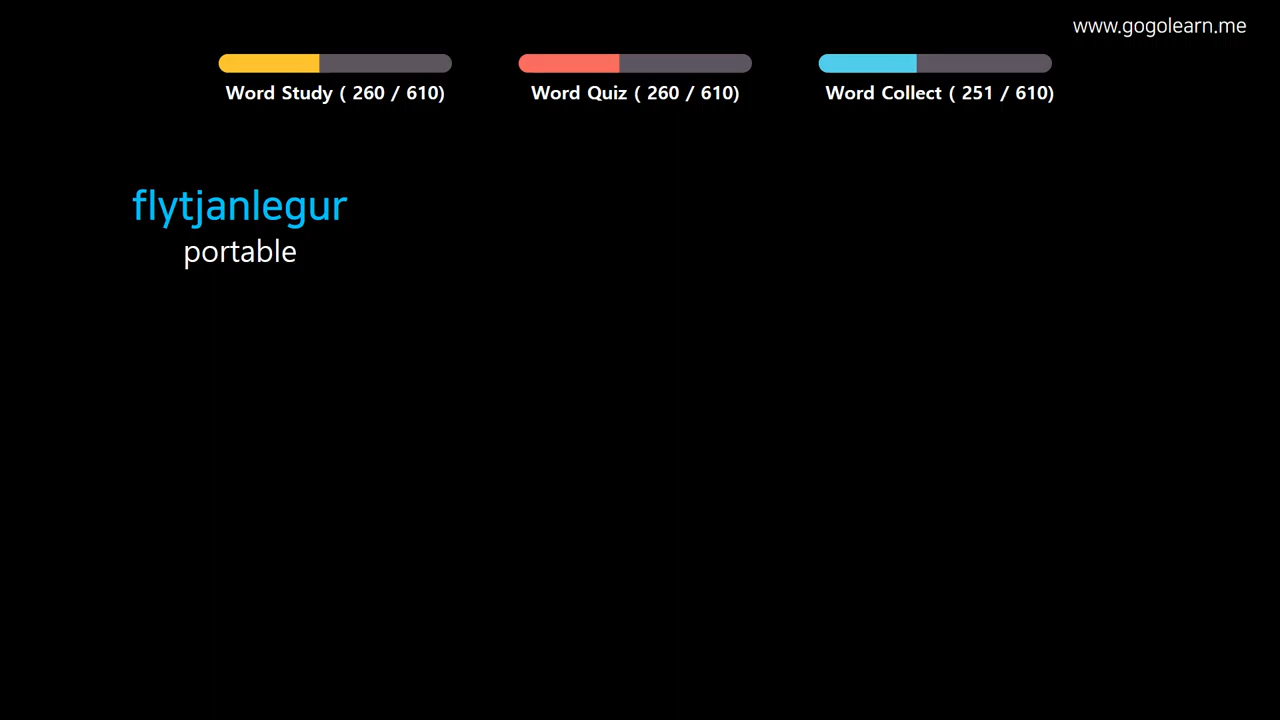 www.gogolearn.me
Word Study ( 260 / 610)
Word Quiz ( 260 / 610)
Word Collect ( 251 / 610)
flytjanlegur
portable